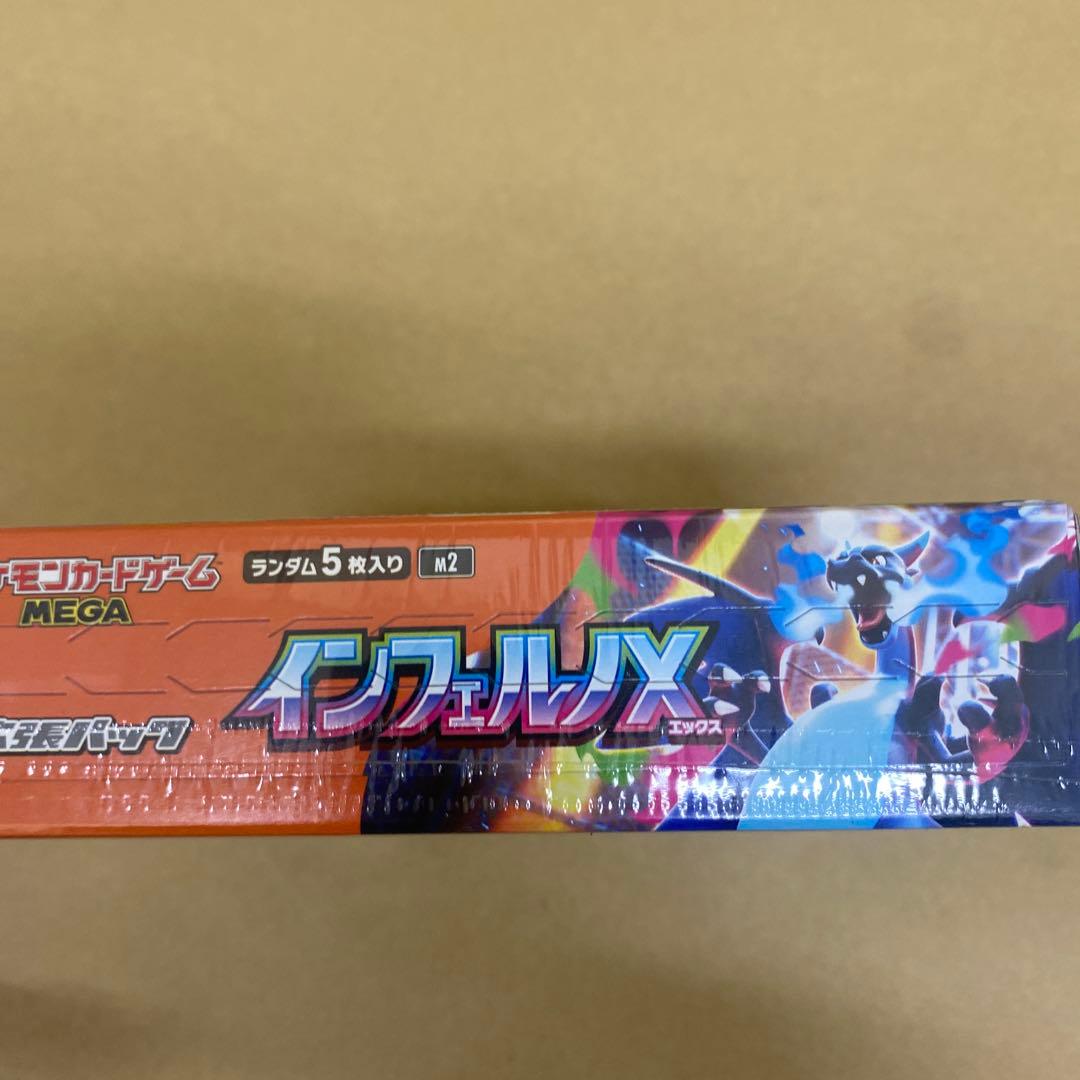 モンカードゲーム
MEGA
ランダム5枚入り
M2
インフェルノX
エックス
張パック